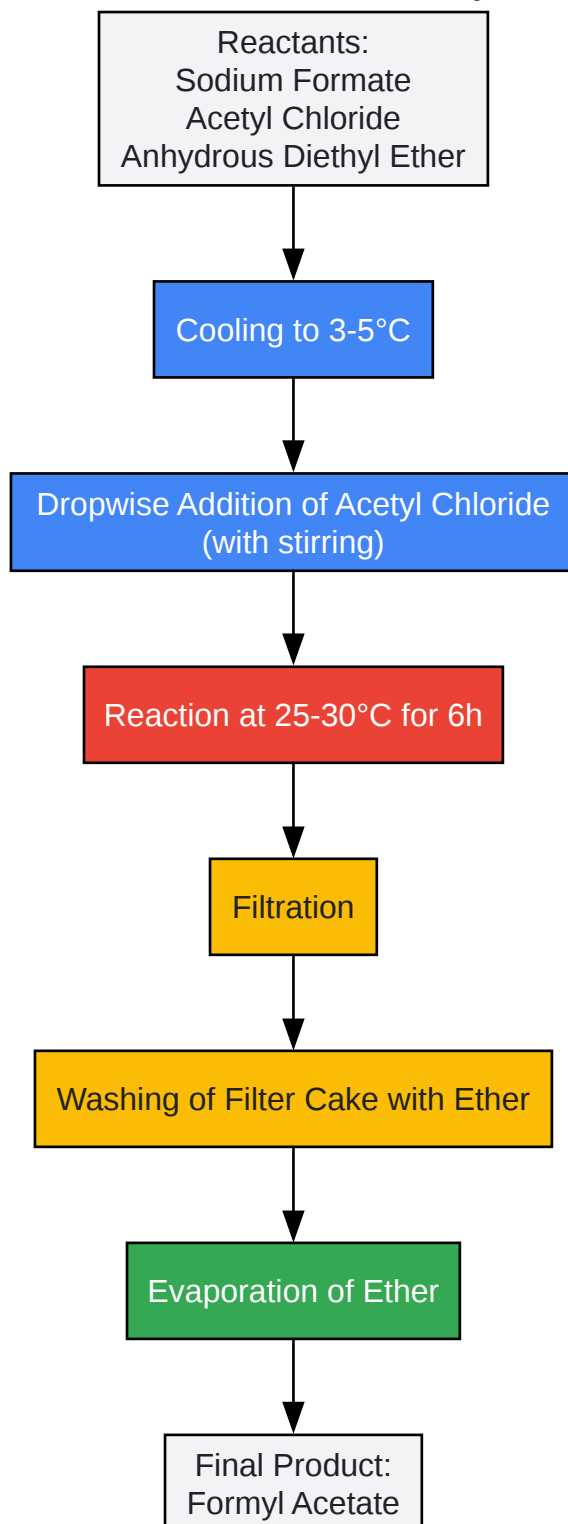 Reactants:
Sodium Formate
Acetyl Chloride
Anhydrous Diethyl Ether
Cooling to 3-5°C
Dropwise Addition of Acetyl Chloride
(with stirring)
Reaction at 25-30°C for 6h
Filtration
Washing of Filter Cake with Ether
Evaporation of Ether
Final Product:
Formyl Acetate